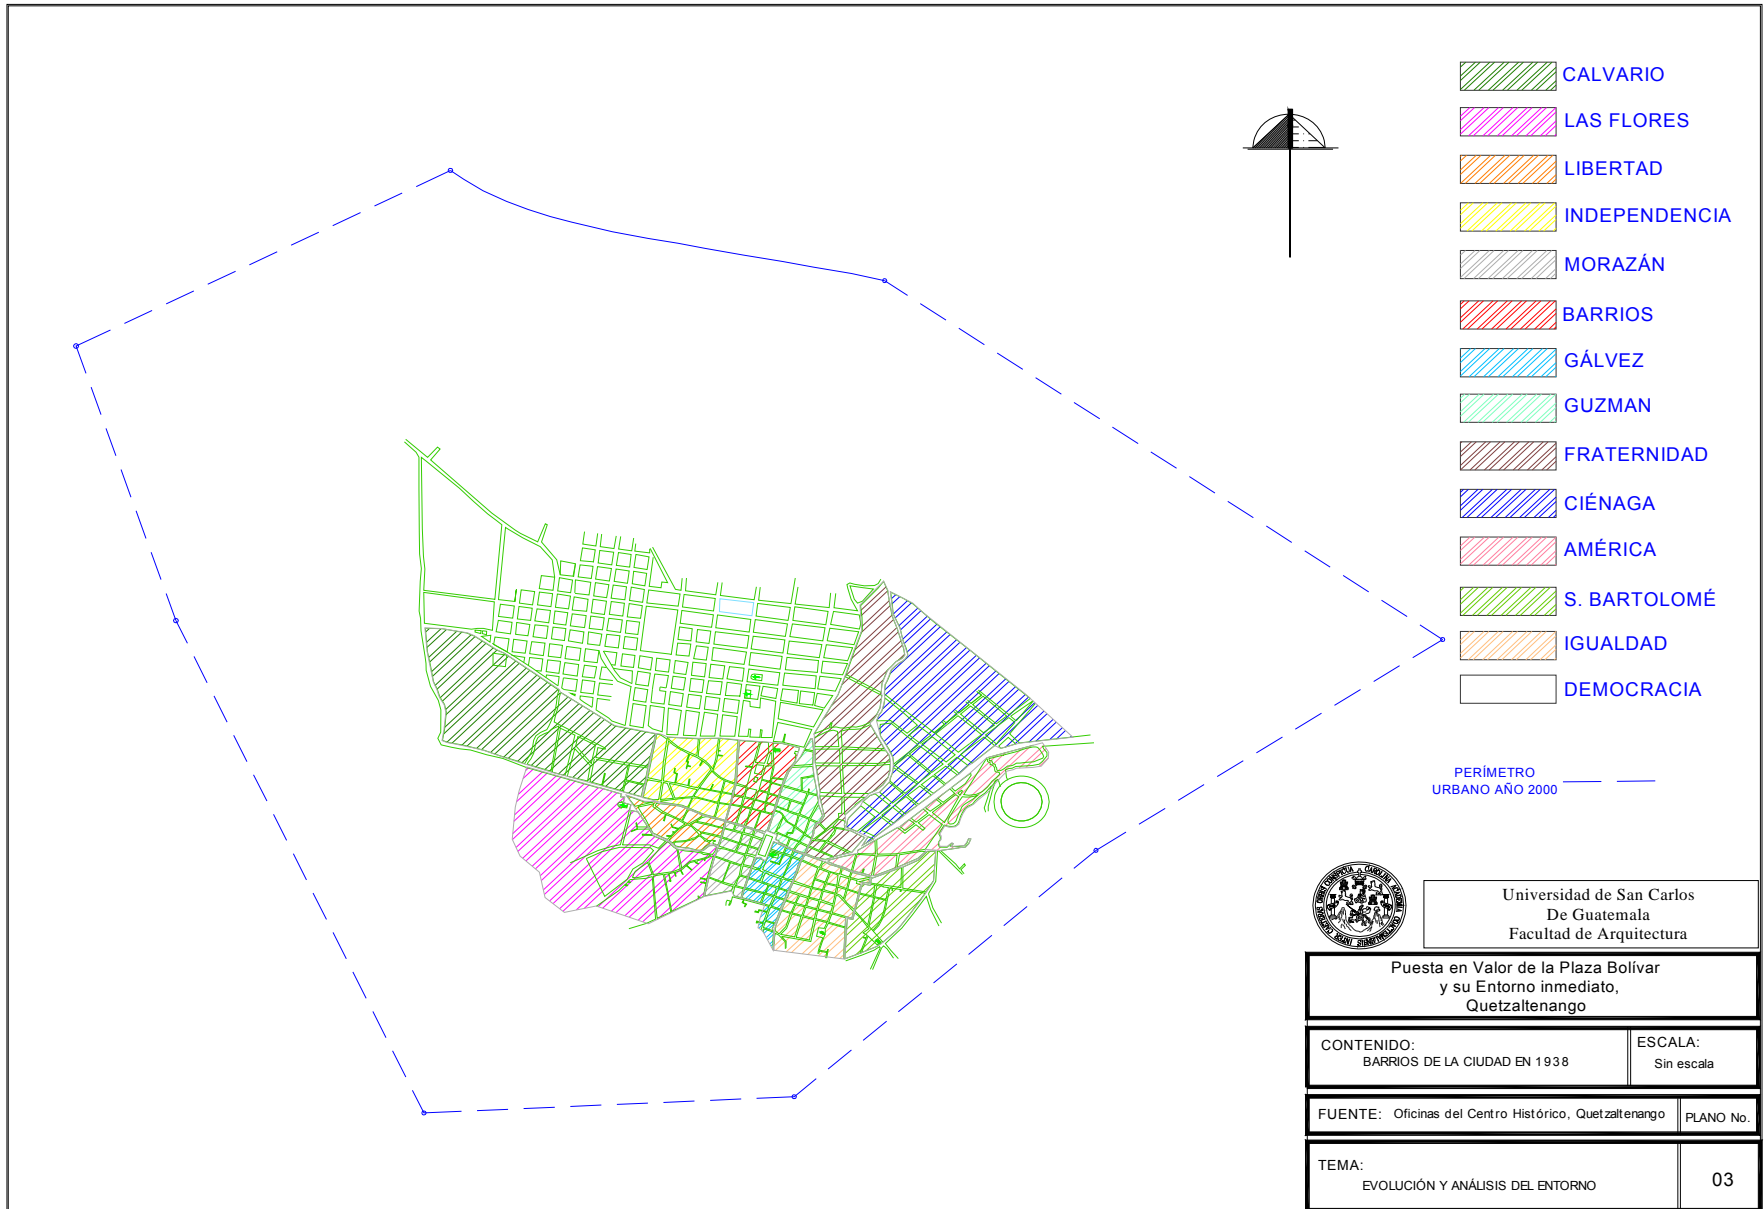 CALVARIO
LAS FLORES
LIBERTAD
INDEPENDENCIA
MORAZÁN
BARRIOS
GÁLVEZ
GUZMAN
FRATERNIDAD
CIÉNAGA
AMÉRICA
S. BARTOLOMÉ
IGUALDAD
DEMOCRACIA
PERÍMETRO
URBANO AÑO 2000
Universidad de San Carlos
De Guatemala
Facultad de Arquitectura
Puesta en Valor de la Plaza Bolívar
y su Entorno inmediato,
Quetzaltenango
CONTENIDO:
BARRIOS DE LA CIUDAD EN 1938
ESCALA:
Sin escala
FUENTE: Oficinas del Centro Histórico, Quetzaltenango
PLANO No.
TEMA:
EVOLUCIÓN Y ANÁLISIS DEL ENTORNO
03